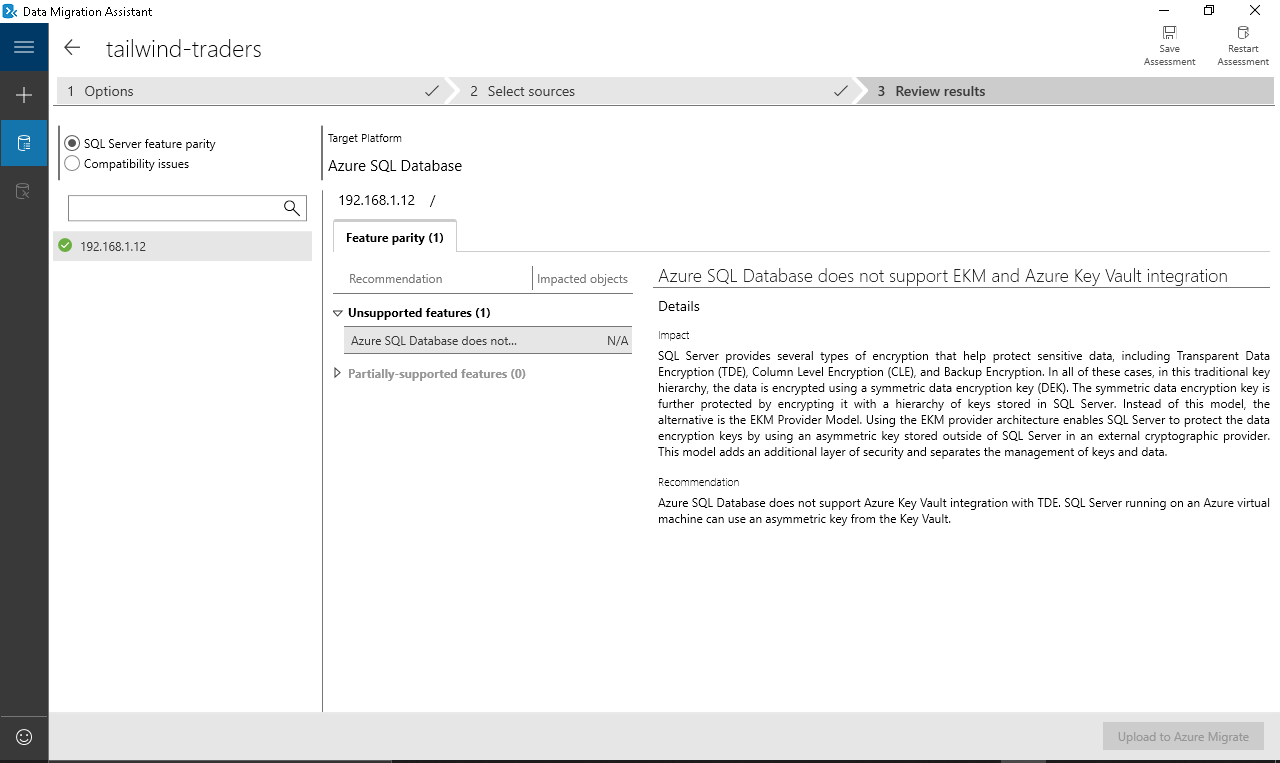 Data Migration Assistant
tailwind-traders
Save
Assessment
Restart
Assessment
1 Options
2 Select sources
3 Review results
SQL Server feature parity
Compatibility issues
192.168.1.12
Target Platform
Azure SQL Database
192.168.1.12 /
Feature parity (1)
Recommendation
Impacted objects
Unsupported features (1)
Azure SQL Database does not...
N/A
Partially-supported features (0)
Azure SQL Database does not support EKM and Azure Key Vault integration
Details
Impact
SQL Server provides several types of encryption that help protect sensitive data, including Transparent Data
Encryption (TDE), Column Level Encryption (CLE), and Backup Encryption. In all of these cases, in this traditional key
hierarchy, the data is encrypted using a symmetric data encryption key (DEK). The symmetric data encryption key is
further protected by encrypting it with a hierarchy of keys stored in SQL Server. Instead of this model, the
alternative is the EKM Provider Model. Using the EKM provider architecture enables SQL Server to protect the data
encryption keys by using an asymmetric key stored outside of SQL Server in an external cryptographic provider.
This model adds an additional layer of security and separates the management of keys and data.
Recommendation
Azure SQL Database does not support Azure Key Vault integration with TDE. SQL Server running on an Azure virtual
machine can use an asymmetric key from the Key Vault.
Upload to Azure Migrate